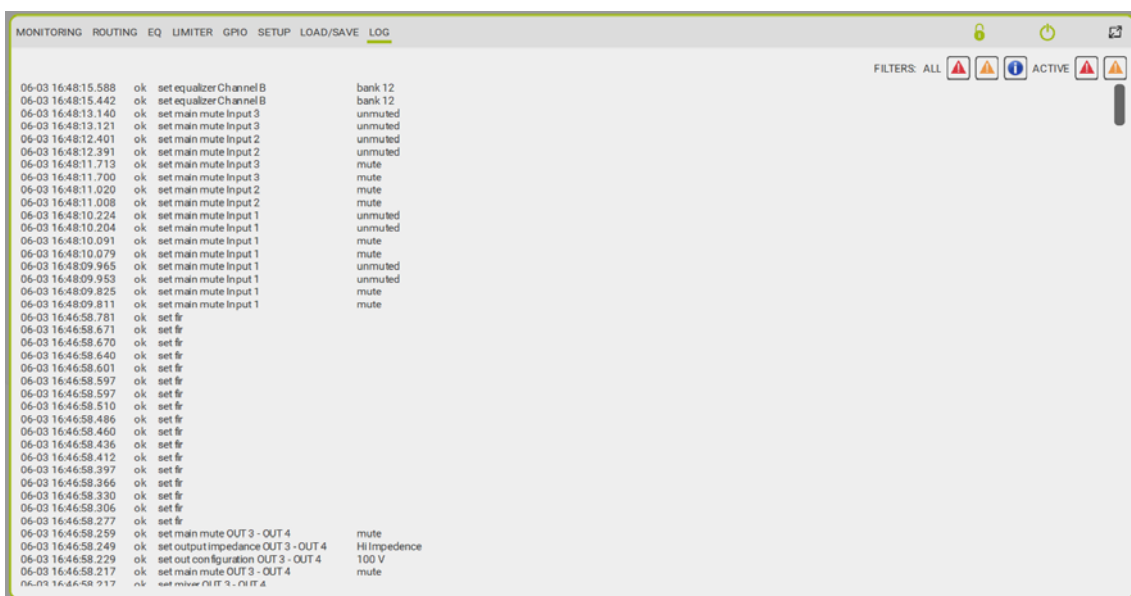 MONITORING ROUTING EQ LIMITER GPIO SETUP LOAD/SAVE LOG
FILTERS: ALL ACTIVE
06-03 16:48:15.588 ok set equalizer Channel B bank 12
06-03 16:48:15.442 ok set equalizer Channel B bank 12
06-03 16:48:13.140 ok set main mute Input 3 unmuted
06-03 16:48:13.121 ok set main mute Input 3 unmuted
06-03 16:48:12.401 ok set main mute Input 2 unmuted
06-03 16:48:12.391 ok set main mute Input 2 unmuted
06-03 16:48:11.713 ok set main mute Input 3 mute
06-03 16:48:11.700 ok set main mute Input 3 mute
06-03 16:48:11.020 ok set main mute Input 2 mute
06-03 16:48:11.008 ok set main mute Input 2 mute
06-03 16:48:10.224 ok set main mute Input 1 unmuted
06-03 16:48:10.204 ok set main mute Input 1 unmuted
06-03 16:48:10.091 ok set main mute Input 1 mute
06-03 16:48:10.079 ok set main mute Input 1 mute
06-03 16:48:09.965 ok set main mute Input 1 unmuted
06-03 16:48:09.953 ok set main mute Input 1 unmuted
06-03 16:48:09.825 ok set main mute Input 1 mute
06-03 16:48:09.811 ok set main mute Input 1 mute
06-03 16:46:58.781 ok set fir
06-03 16:46:58.671 ok set fir
06-03 16:46:58.670 ok set fir
06-03 16:46:58.640 ok set fir
06-03 16:46:58.601 ok set fir
06-03 16:46:58.597 ok set fir
06-03 16:46:58.597 ok set fir
06-03 16:46:58.510 ok set fir
06-03 16:46:58.486 ok set fir
06-03 16:46:58.460 ok set fir
06-03 16:46:58.436 ok set fir
06-03 16:46:58.412 ok set fir
06-03 16:46:58.397 ok set fir
06-03 16:46:58.366 ok set fir
06-03 16:46:58.330 ok set fir
06-03 16:46:58.306 ok set fir
06-03 16:46:58.277 ok set fir
06-03 16:46:58.259 ok set main mute OUT 3 - OUT 4 mute
06-03 16:46:58.249 ok set output impedance OUT 3 - OUT 4 Hi Impedence
06-03 16:46:58.229 ok set out configuration OUT 3 - OUT 4 100 V
06-03 16:46:58.217 ok set main mute OUT 3 - OUT 4 mute
06-03 16:46:58.217 ok set mixer OUT 3 - OUT 4